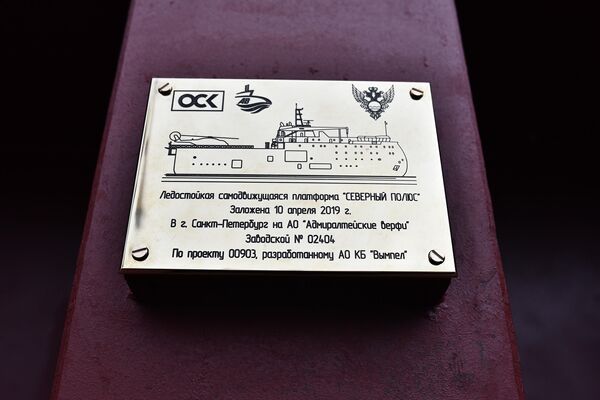 ОСК
Ледостойкая самодвижущаяся платформа "СЕВЕРНЫЙ ПОЛЮС"
Заложена 10 апреля 2019 г.
В г. Санкт-Петербург на АО "Адмиралтейские верфи"
Заводской № 02404
По проекту 00903, разработанному АО КБ "Вымпел"